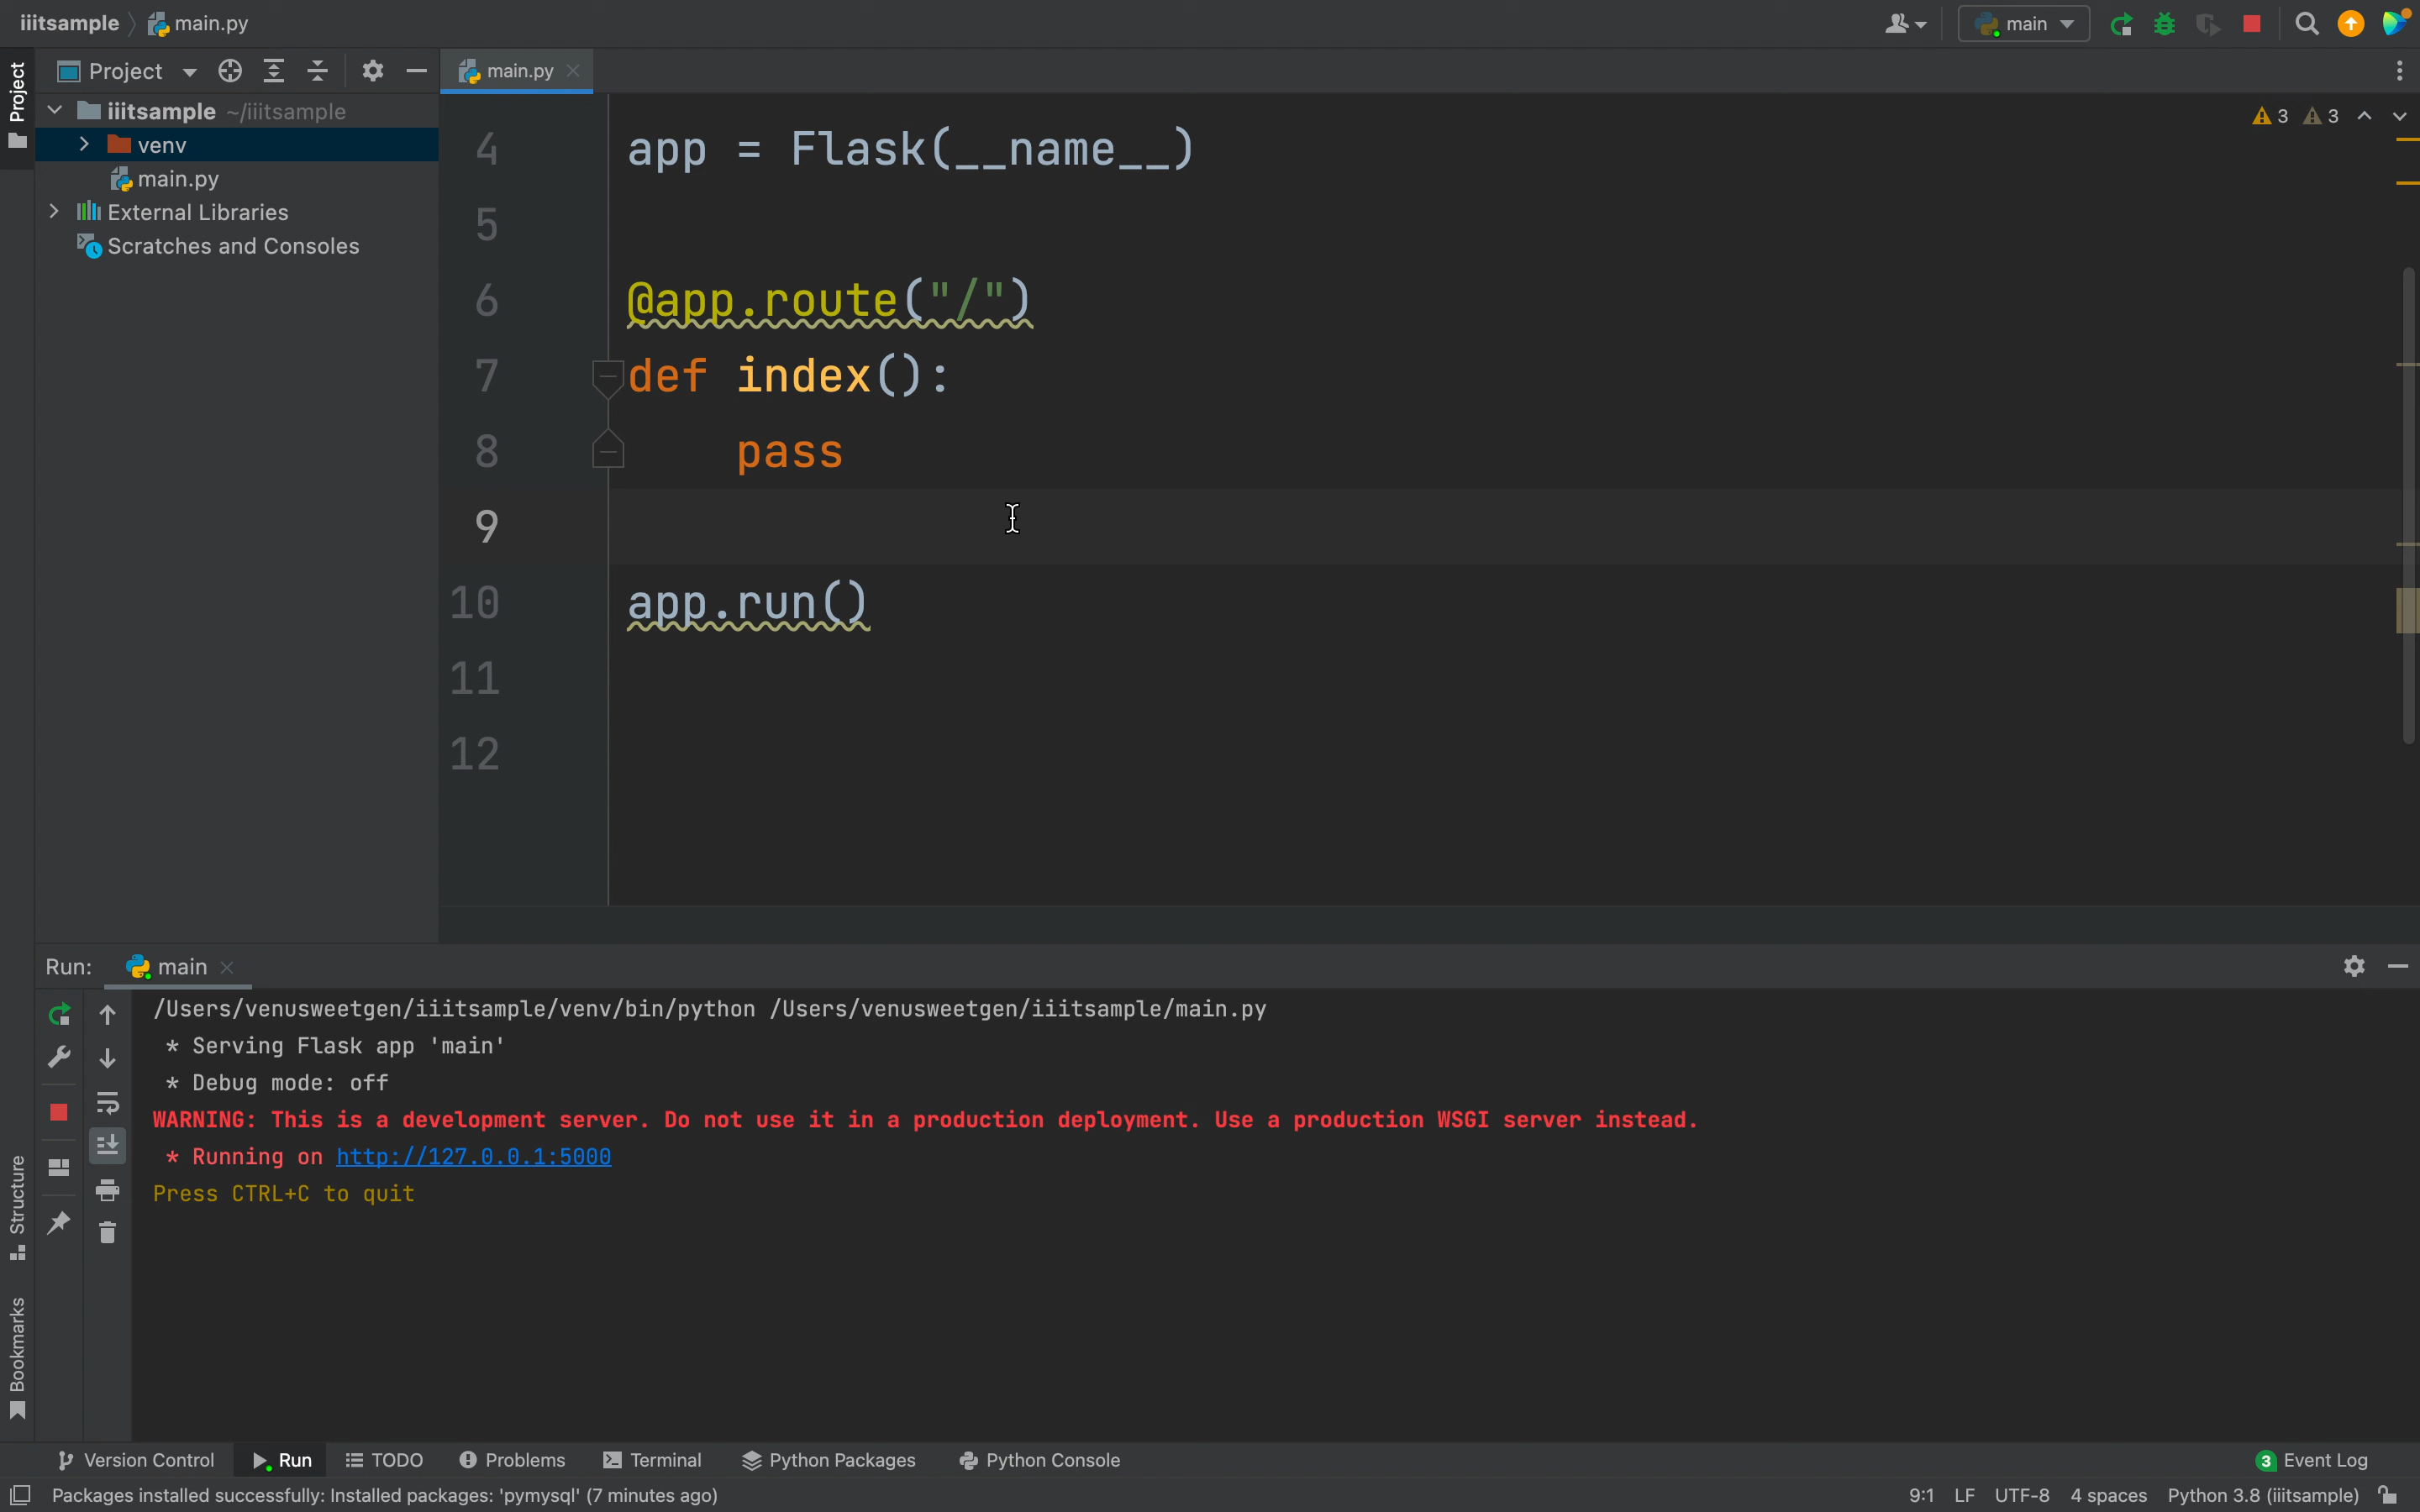 iiitsample main.py
main
Project
main.py
Project
iiitsample ~/iiitsample
venv
main.py
External Libraries
Scratches and Consoles
3 3
4 app = Flask(__name__)
5
6 @app.route("/")
7 def index():
8 pass
9
10 app.run()
11
12
Run: main
/Users/venusweetgen/iiitsample/venv/bin/python /Users/venusweetgen/iiitsample/main.py
* Serving Flask app 'main'
* Debug mode: off
WARNING: This is a development server. Do not use it in a production deployment. Use a production WSGI server instead.
* Running on http://127.0.0.1:5000
Press CTRL+C to quit
Structure
Bookmarks
Version Control Run TODO Problems Terminal Python Packages Python Console 3 Event Log
Packages installed successfully: Installed packages: 'pymysql' (7 minutes ago) 9:1 LF UTF-8 4 spaces Python 3.8 (iiitsample)